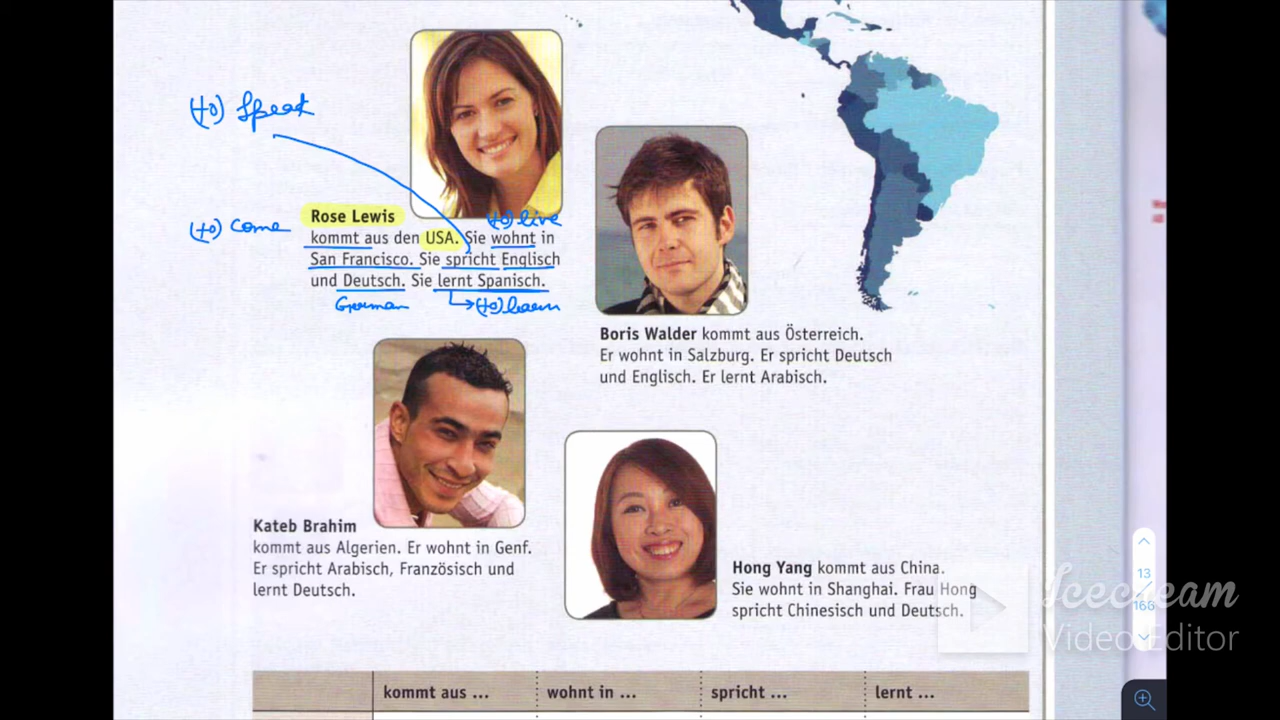 (to) Speak
Rose Lewis
(to) live
(to) come
kommt aus den USA. Sie wohnt in
San Francisco. Sie spricht Englisch
und Deutsch. Sie lernt Spanisch.
German
(to) learn
Boris Walder kommt aus Österreich.
Er wohnt in Salzburg. Er spricht Deutsch
und Englisch. Er lernt Arabisch.
Kateb Brahim
kommt aus Algerien. Er wohnt in Genf.
Er spricht Arabisch, Französisch und
lernt Deutsch.
Hong Yang kommt aus China.
Sie wohnt in Shanghai. Frau Hong
spricht Chinesisch und Deutsch.
13
166
Icecream
Video Editor
kommt aus ...
wohnt in ...
spricht ...
lernt ...